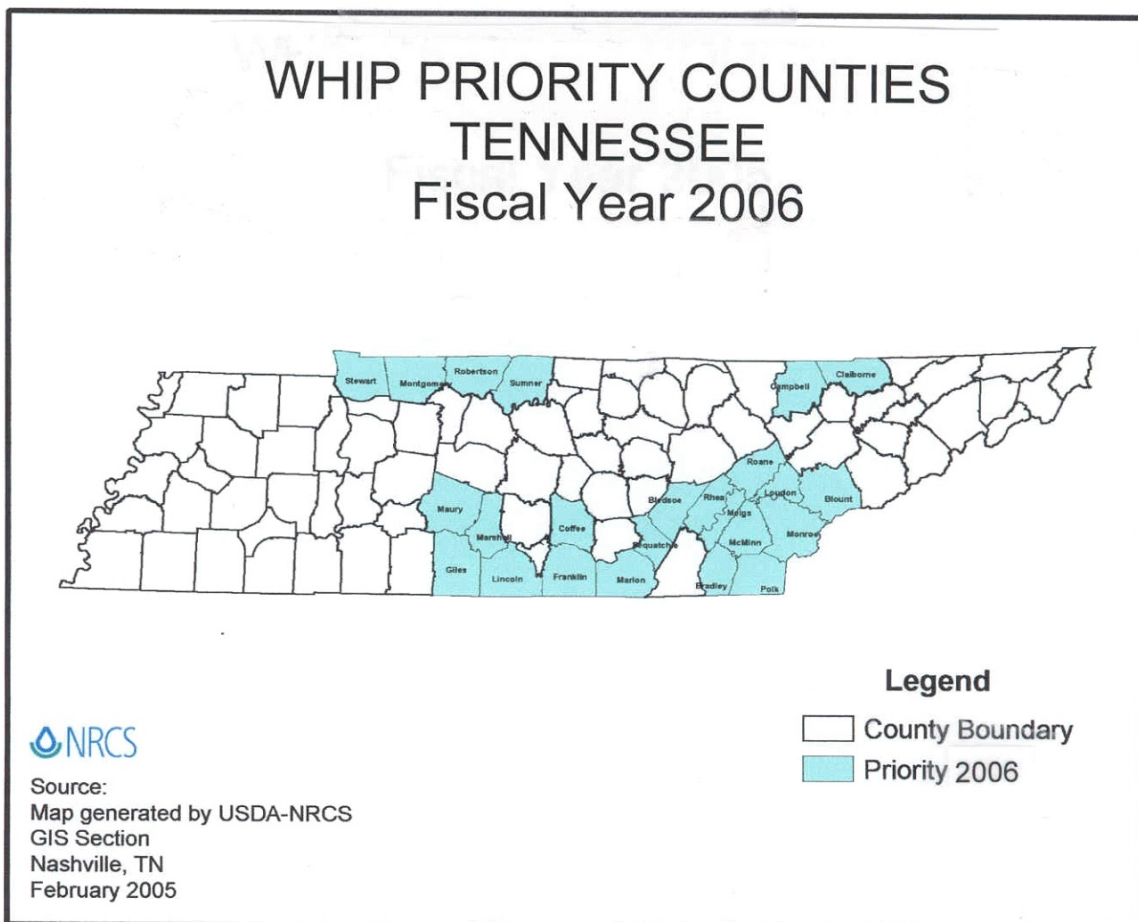 WHIP PRIORITY COUNTIES
TENNESSEE
Fiscal Year 2006
Stewart
Montgomery
Robertson
Sumner
Campbell
Claiborne
Roane
Maury
Marshall
Coffee
Bledsoe
Rhea
Loudon
Blount
Meigs
Sequatchie
McMinn
Monroe
Giles
Lincoln
Franklin
Marion
Bradley
Polk
Legend
County Boundary
Priority 2006
NRCS
Source:
Map generated by USDA-NRCS
GIS Section
Nashville, TN
February 2005